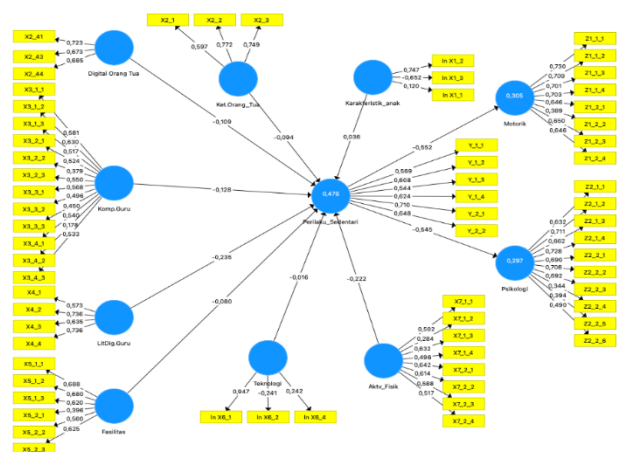 X2_1
X2_2
X2_3
0,597
0,772
0,749
Ket.Orang_Tua
X2_41
X2_43
X2_44
0,723
0,673
0,685
Digital Orang Tua
-0,109
-0,094
In X1_2
In X1_3
In X1_1
-0,747
-0,652
0,120
Karakteristik_anak
0,036
Z1_1_1
Z1_1_2
Z1_1_3
Z1_1_4
Z1_2_1
Z1_2_2
Z1_2_3
Z1_2_4
0,709
0,701
0,703
0,646
0,369
0,650
0,646
0,305
Motorik
-0,552
X3_1_1
X3_1_2
X3_1_3
X3_2_1
X3_2_2
X3_2_3
X3_3_1
X3_3_2
X3_3_3
X3_4_1
X3_4_2
X3_4_3
0,581
0,630
0,517
0,524
0,379
0,550
0,568
0,496
0,450
0,540
0,178
0,533
Komp.Guru
-0,128
0,476
Perilaku_Sedentari
Y_1_1
Y_1_2
Y_1_3
Y_1_4
Y_2_1
Y_2_2
0,569
0,608
0,544
0,624
0,710
0,648
-0,545
0,297
Psikologi
Z2_1_1
Z2_1_2
Z2_1_3
Z2_1_4
Z2_2_1
Z2_2_2
Z2_2_3
Z2_2_4
Z2_2_5
Z2_2_6
0,632
0,711
0,662
0,728
0,696
0,708
0,692
0,344
0,394
0,490
X4_1
X4_2
X4_3
X4_4
0,573
0,736
0,635
0,736
LitDig.Guru
-0,235
X5_1_1
X5_1_2
X5_1_3
X5_2_1
X5_2_2
X5_2_3
0,688
0,680
0,620
0,396
0,560
0,625
Fasilitas
-0,080
Teknologi
-0,016
0,947
-0,241
0,242
In X6_1
In X6_2
In X6_4
Aktv_Fisik
-0,222
X7_1_1
X7_1_2
X7_1_3
X7_1_4
X7_2_1
X7_2_2
X7_2_3
X7_2_4
0,502
0,284
0,632
0,498
0,642
0,614
0,568
0,517